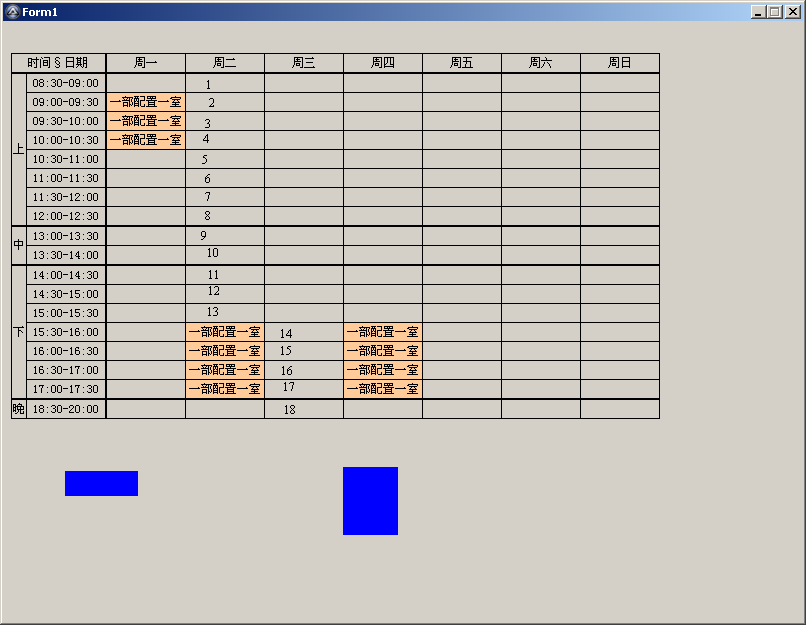 Form1
时间§日期 周一 周二 周三 周四 周五 周六 周日
上
08:30-09:00 1
09:00-09:30 一部配置一室 2
09:30-10:00 一部配置一室 3
10:00-10:30 一部配置一室 4
10:30-11:00 5
11:00-11:30 6
11:30-12:00 7
12:00-12:30 8
中
13:00-13:30 9
13:30-14:00 10
下
14:00-14:30 11
14:30-15:00 12
15:00-15:30 13
15:30-16:00 一部配置一室 14 一部配置一室
16:00-16:30 一部配置一室 15 一部配置一室
16:30-17:00 一部配置一室 16 一部配置一室
17:00-17:30 一部配置一室 17 一部配置一室
晚 18:30-20:00 18